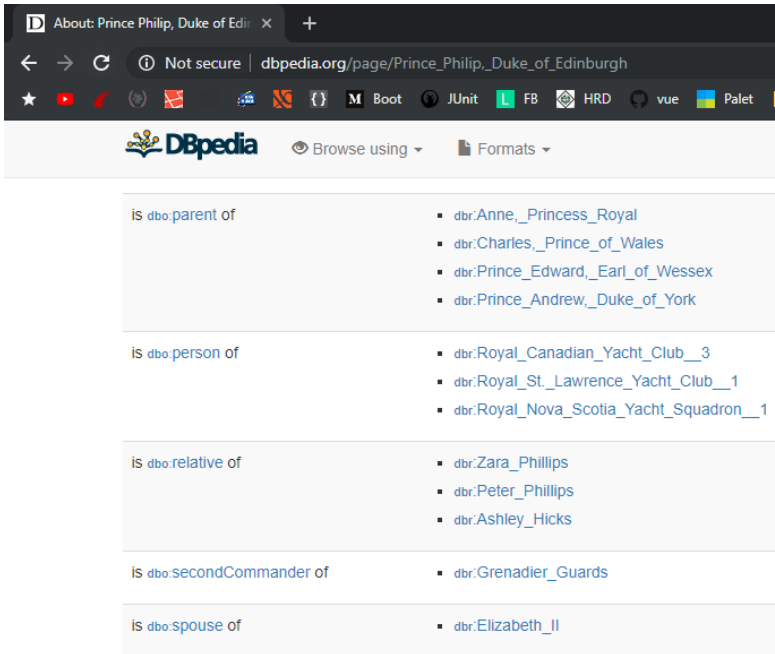 D About: Prince Philip, Duke of Edin × +
Not secure | dbpedia.org/page/Prince_Philip,_Duke_of_Edinburgh
M Boot JUnit L FB HRD vue Palet
DBpedia Browse using Formats
is dbo:parent of
dbr:Anne,_Princess_Royal
dbr:Charles,_Prince_of_Wales
dbr:Prince_Edward,_Earl_of_Wessex
dbr:Prince_Andrew,_Duke_of_York
is dbo:person of
dbr:Royal_Canadian_Yacht_Club__3
dbr:Royal_St._Lawrence_Yacht_Club__1
dbr:Royal_Nova_Scotia_Yacht_Squadron__1
is dbo:relative of
dbr:Zara_Phillips
dbr:Peter_Phillips
dbr:Ashley_Hicks
is dbo:secondCommander of
dbr:Grenadier_Guards
is dbo:spouse of
dbr:Elizabeth_II